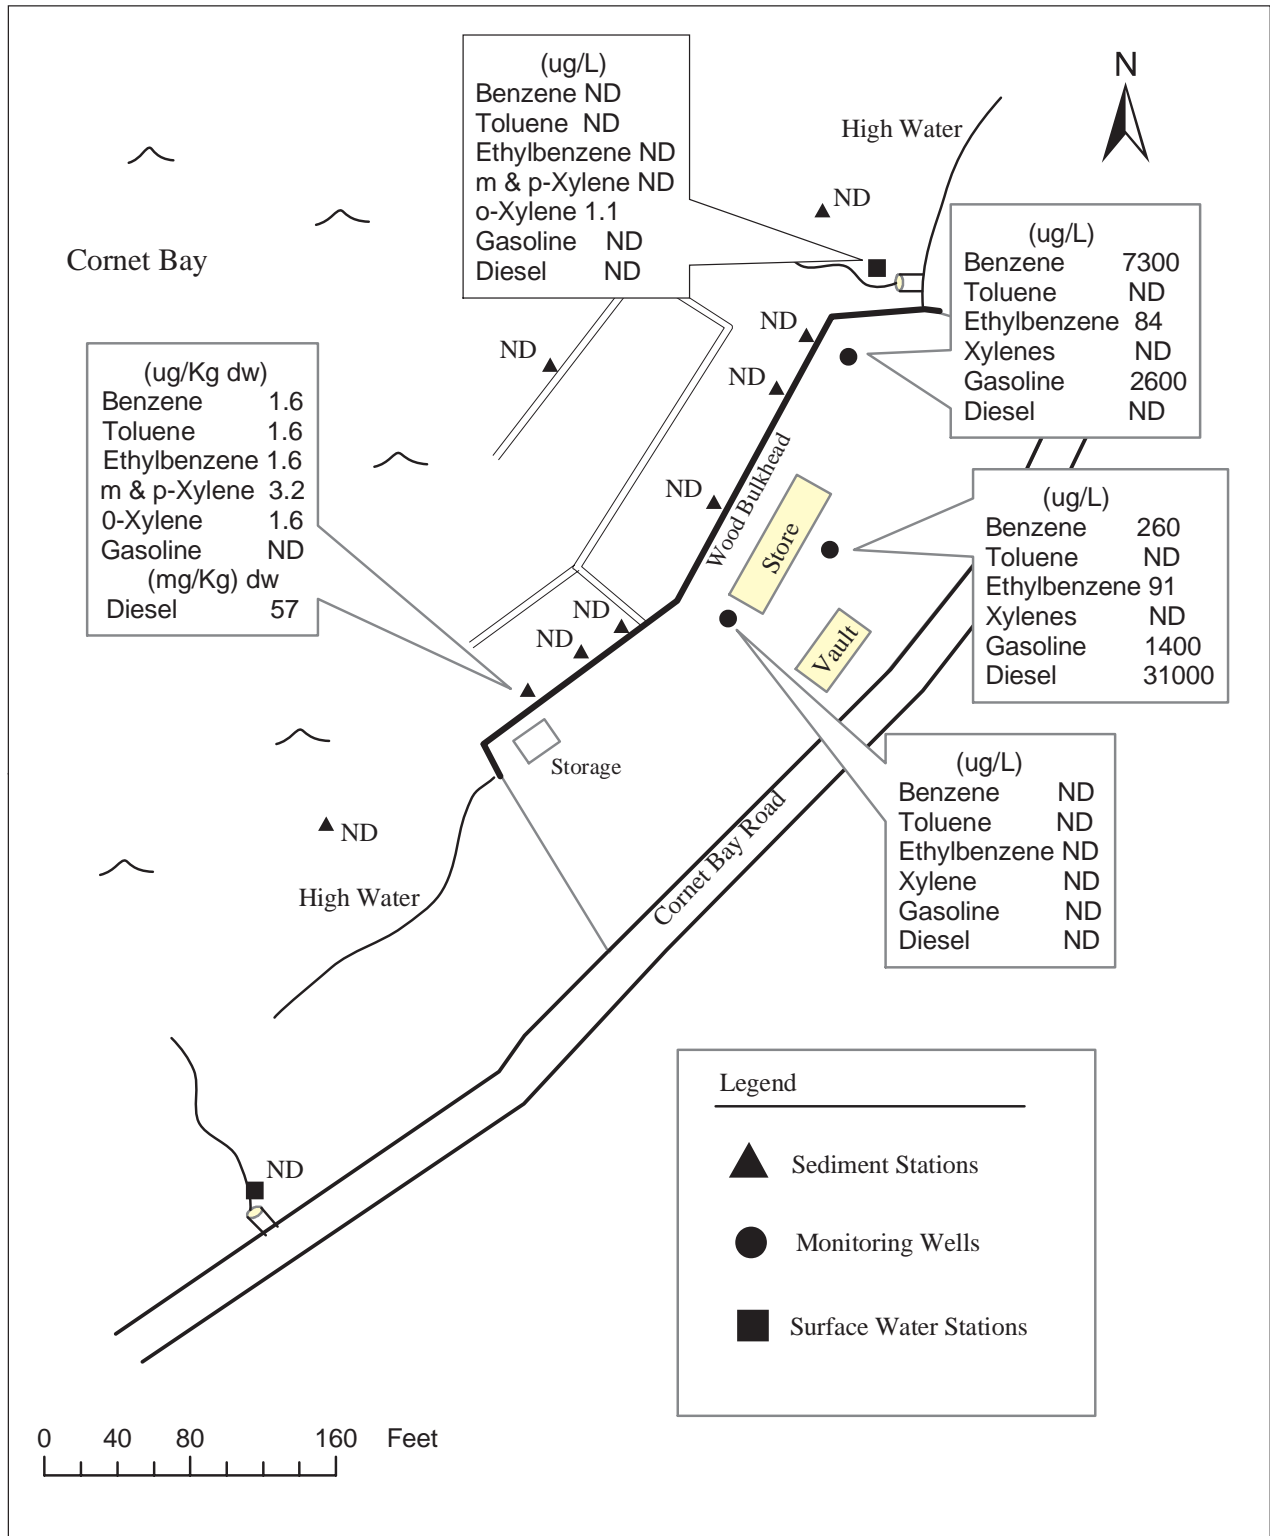 (ug/L)
Benzene ND
Toluene ND
Ethylbenzene ND
m & p-Xylene ND
o-Xylene 1.1
Gasoline ND
Diesel ND
N
High Water
ND
Cornet Bay
(ug/L)
Benzene 7300
Toluene ND
Ethylbenzene 84
Xylenes ND
Gasoline 2600
Diesel ND
ND
ND
ND
ND
(ug/Kg dw)
Benzene 1.6
Toluene 1.6
Ethylbenzene 1.6
m & p-Xylene 3.2
0-Xylene 1.6
Gasoline ND
(mg/Kg) dw
Diesel 57
Wood Bulkhead
Store
(ug/L)
Benzene 260
Toluene ND
Ethylbenzene 91
Xylenes ND
Gasoline 1400
Diesel 31000
ND
ND
Vault
Storage
(ug/L)
Benzene ND
Toluene ND
Ethylbenzene ND
Xylene ND
Gasoline ND
Diesel ND
ND
High Water
Cornet Bay Road
ND
Legend
Sediment Stations
Monitoring Wells
Surface Water Stations
0 40 80 160 Feet